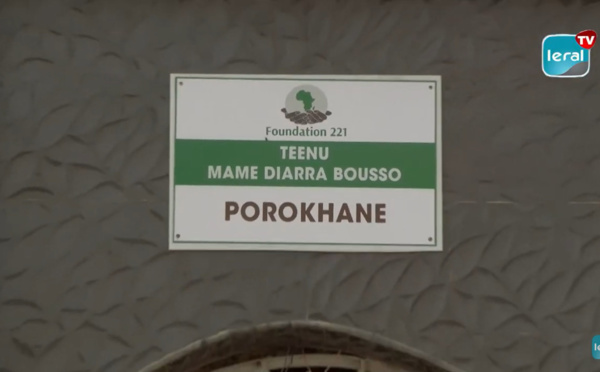 TV
leral
Foundation 221
TEENU
MAME DIARRA BOUSSO
POROKHANE